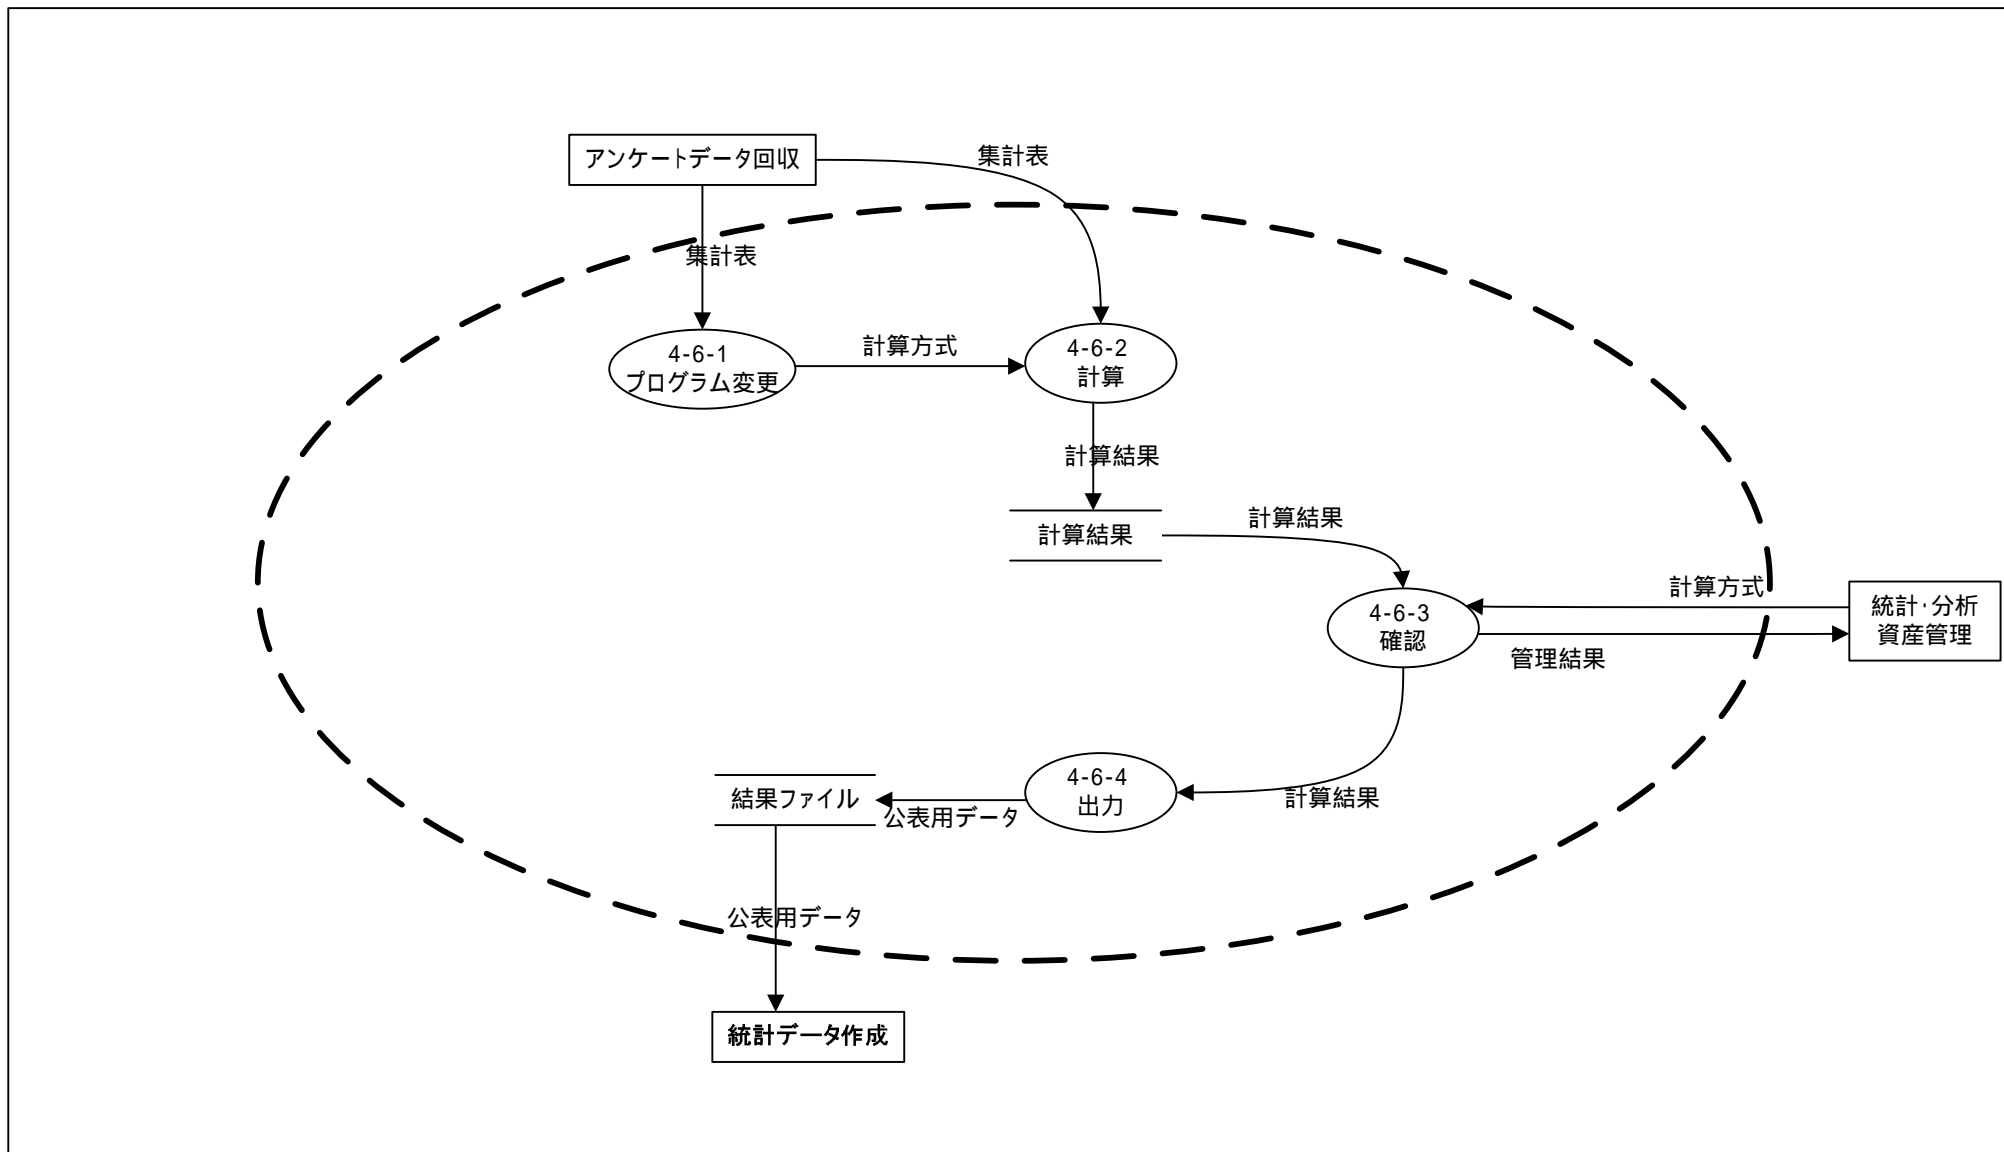 アンケートデータ回収
集計表
集計表
4-6-1
プログラム変更
計算方式
4-6-2
計算
計算結果
計算結果
計算結果
4-6-3
確認
計算方式
管理結果
統計・分析
資産管理
計算結果
4-6-4
出力
公表用データ
結果ファイル
公表用データ
統計データ作成